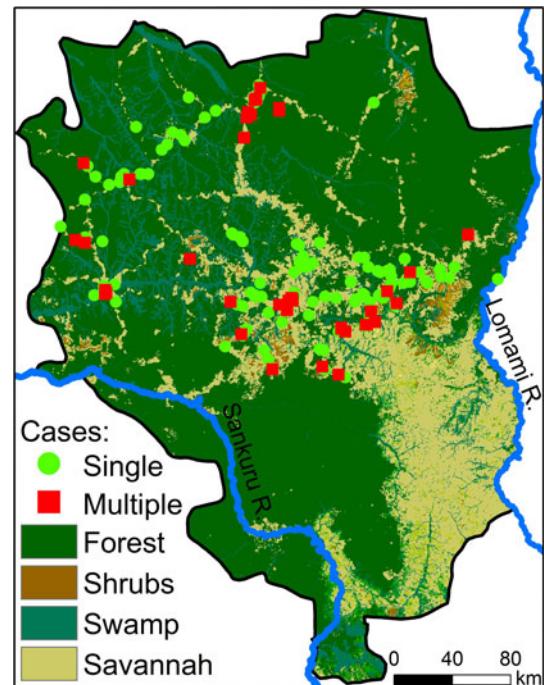 Lomami R.
Sankuru R.
Cases:
Single
Multiple
Forest
Shrubs
Swamp
Savannah
0 40 80
km